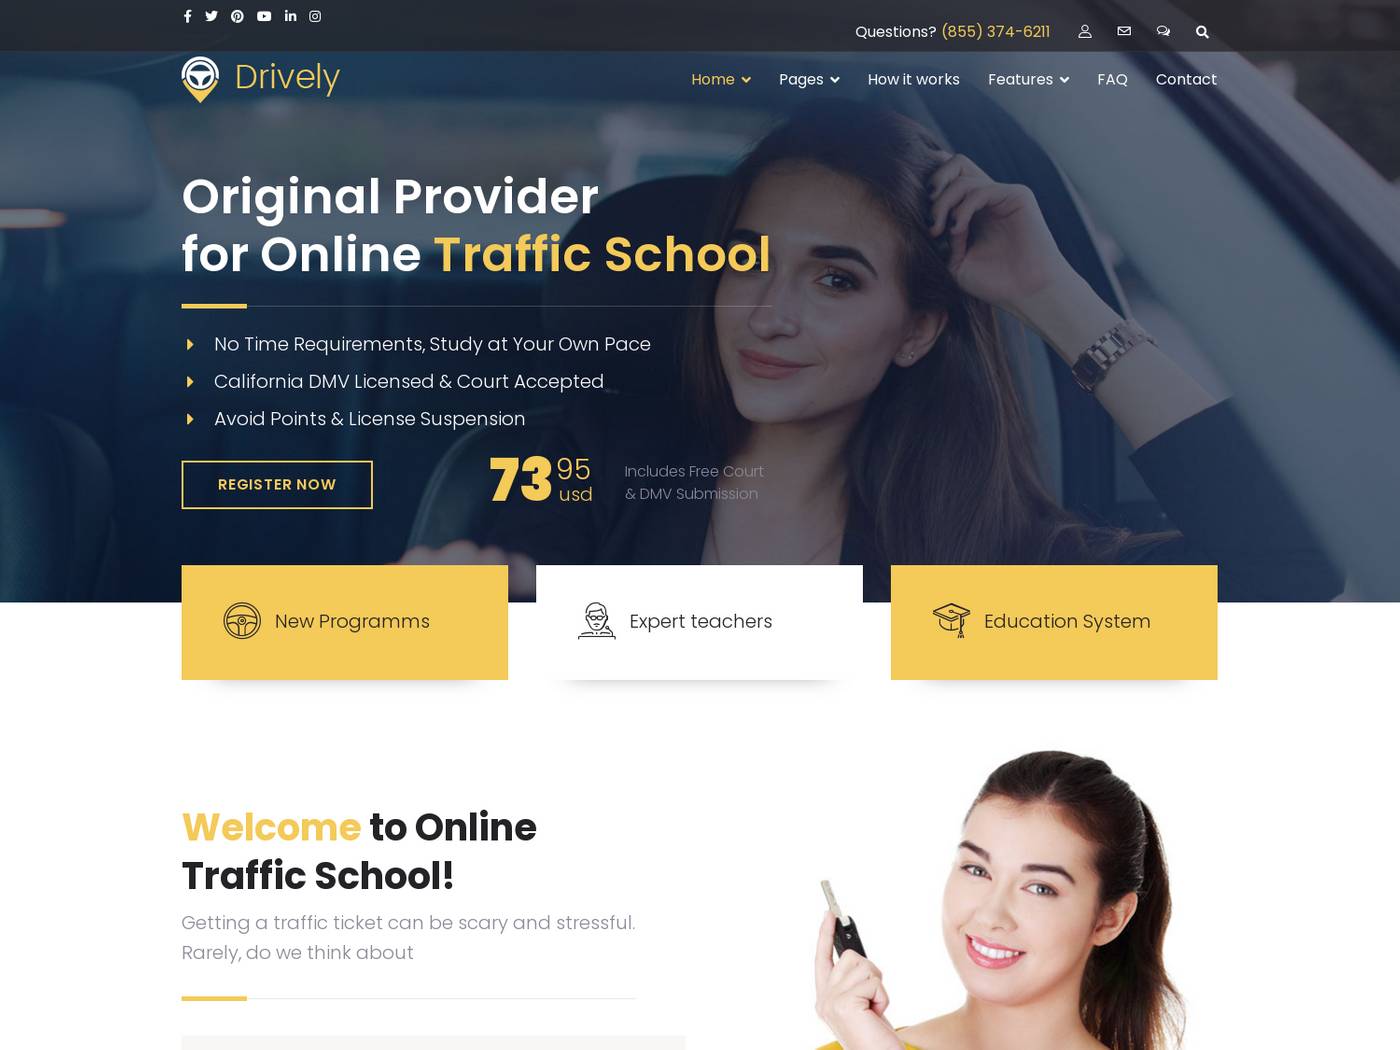 Questions? (855) 374-6211
Drively
Home Pages How it works Features FAQ Contact
Original Provider
for Online Traffic School
No Time Requirements, Study at Your Own Pace
California DMV Licensed & Court Accepted
Avoid Points & License Suspension
REGISTER NOW
73 95 usd
Includes Free Court
& DMV Submission
New Programms
Expert teachers
Education System
Welcome to Online
Traffic School!
Getting a traffic ticket can be scary and stressful.
Rarely, do we think about